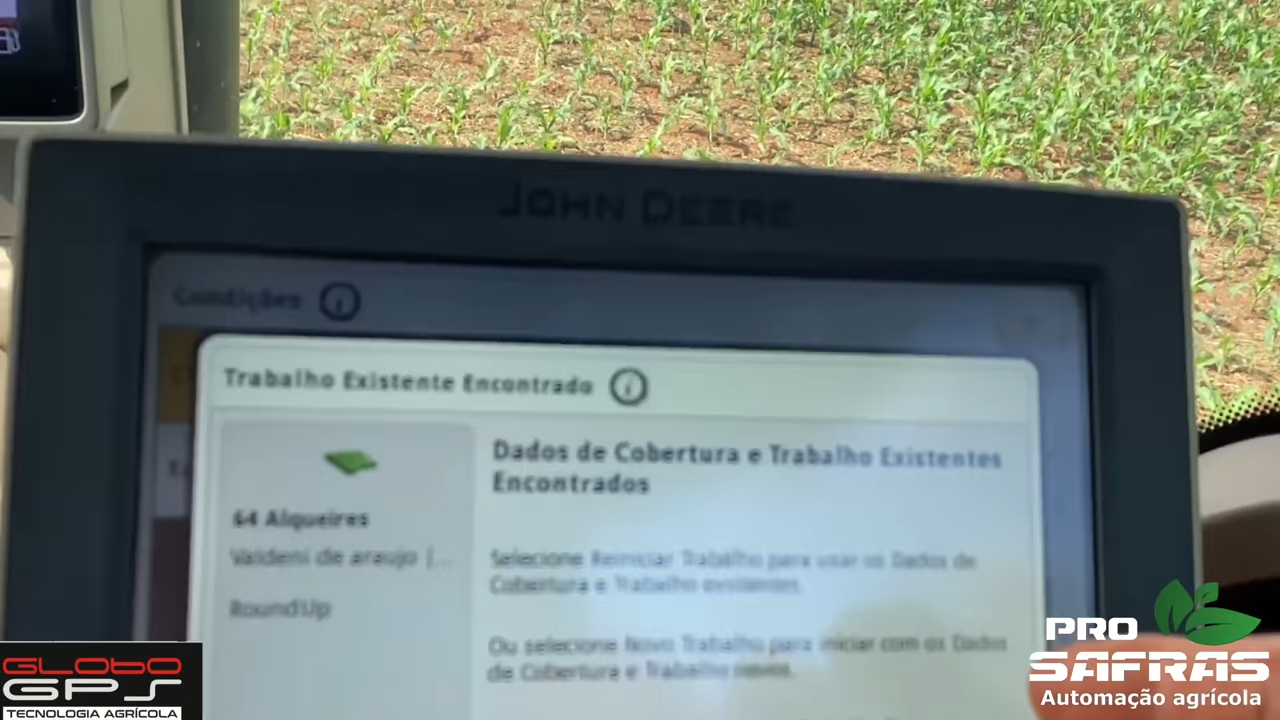 JOHN DEERE
Condições
Trabalho Existente Encontrado
64 Alqueires
Valdeni de araujo |...
RoundUp
Dados de Cobertura e Trabalho Existentes
Encontrados
Selecione Reiniciar Trabalho para usar os Dados de
Cobertura e Trabalho existentes.
Ou selecione Novo Trabalho para iniciar com os Dados
de Cobertura e Trabalho novos.
GLOBO
GPS
TECNOLOGIA AGRÍCOLA
PRO
SAFRAS
Automação agrícola